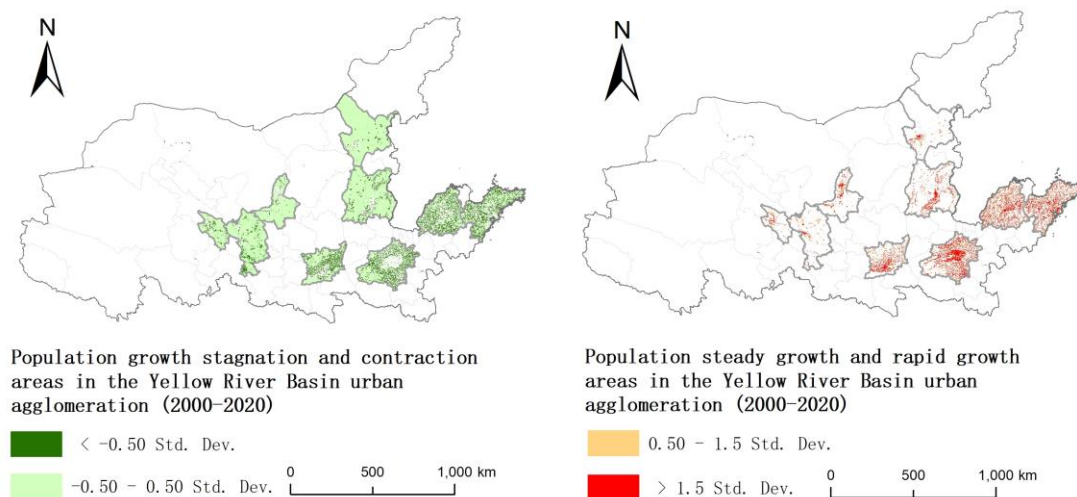 N
Population growth stagnation and contraction
areas in the Yellow River Basin urban
agglomeration (2000-2020)
< -0.50 Std. Dev.
-0.50 - 0.50 Std. Dev.
0 500 1,000 km
N
Population steady growth and rapid growth
areas in the Yellow River Basin urban
agglomeration (2000-2020)
0.50 - 1.5 Std. Dev.
> 1.5 Std. Dev.
0 500 1,000 km